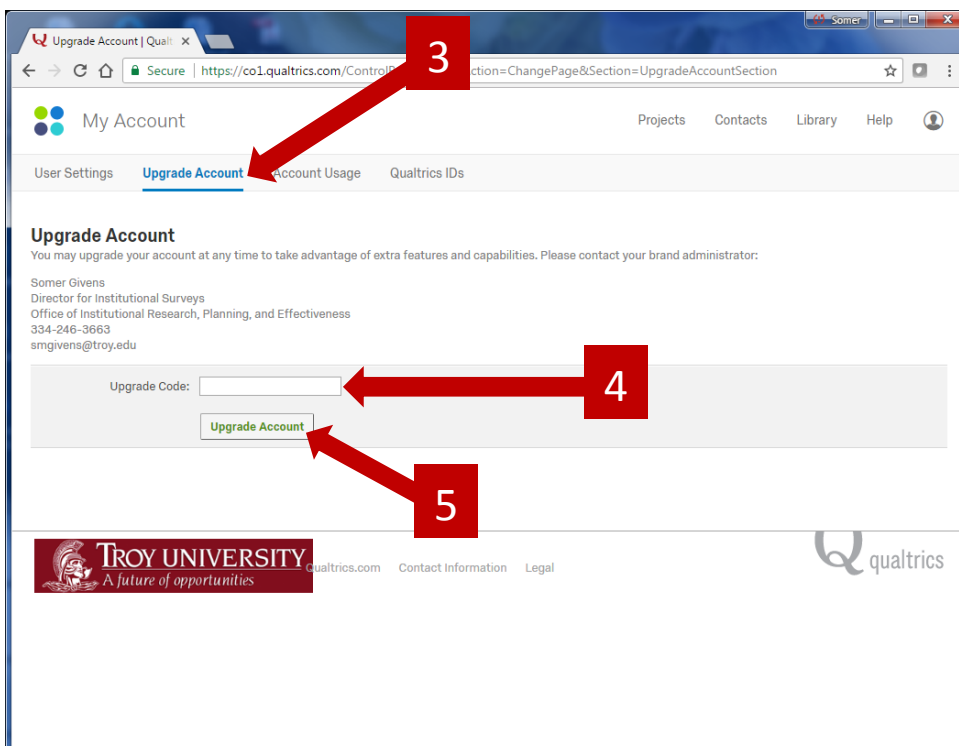 Somer
Upgrade Account | Qualt
3
Secure | https://co1.qualtrics.com/ ction=ChangePage&Section=UpgradeAccountSection
My Account Projects Contacts Library Help
User Settings Upgrade Account Account Usage Qualtrics IDs
Upgrade Account
You may upgrade your account at any time to take advantage of extra features and capabilities. Please contact your brand administrator:
Somer Givens
Director for Institutional Surveys
Office of Institutional Research, Planning, and Effectiveness
334-246-3663
smgivens@troy.edu
Upgrade Code: 4
Upgrade Account
5
TROY UNIVERSITY
A future of opportunities
Qualtrics.com Contact Information Legal
qualtrics